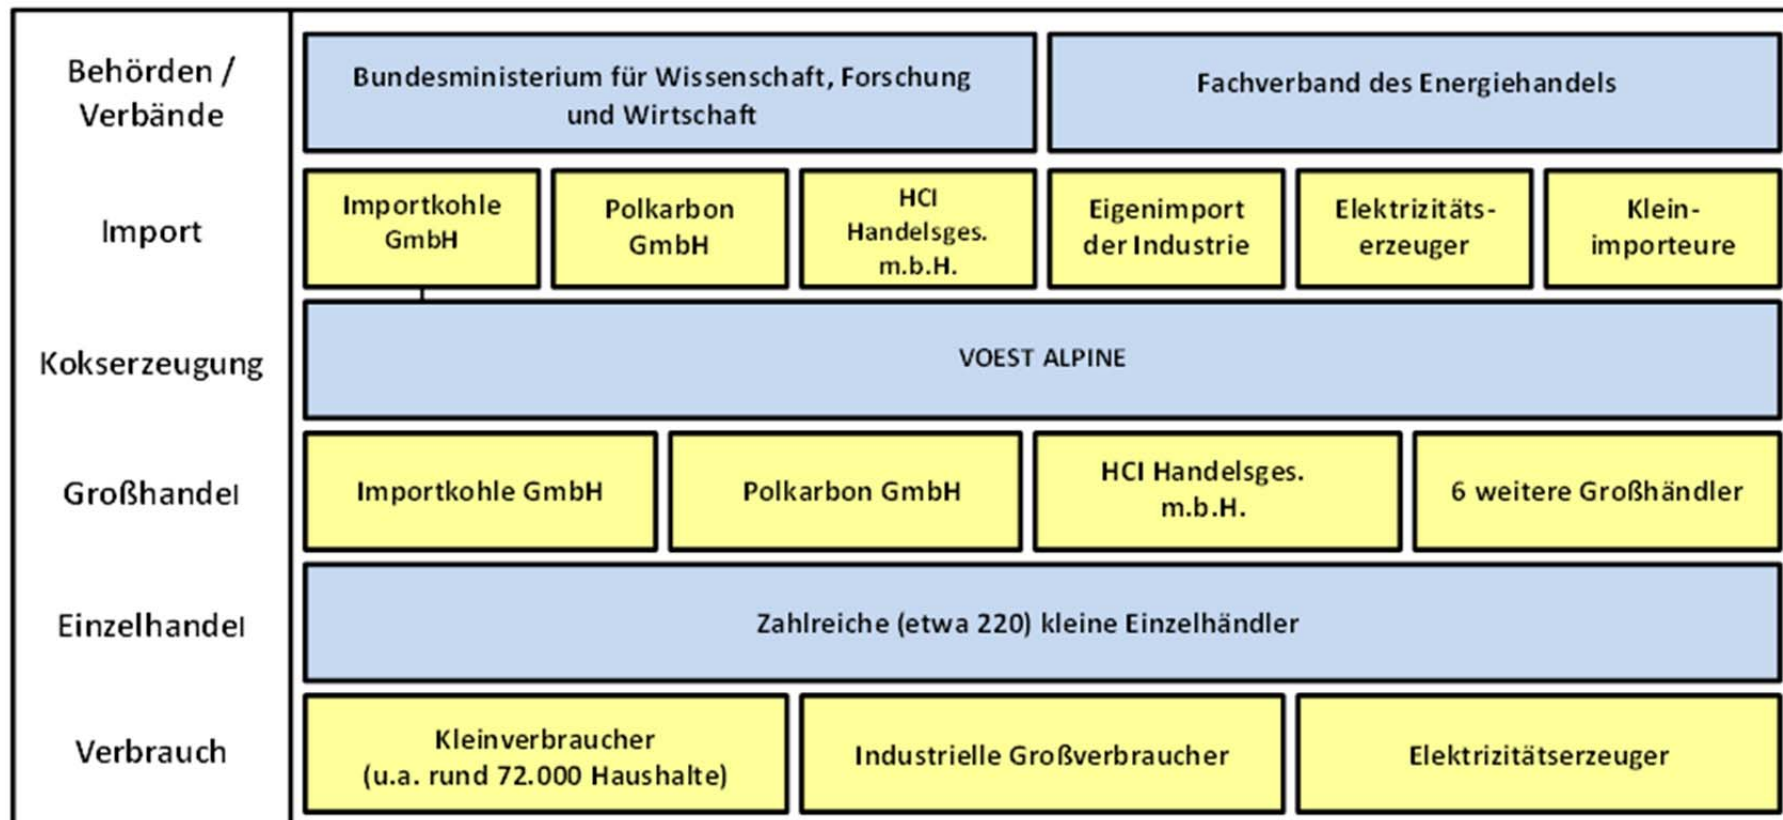 Behörden /
Verbände
Bundesministerium für Wissenschaft, Forschung
und Wirtschaft
Fachverband des Energiehandels
Import
Importkohle
GmbH
Polkarbon
GmbH
HCI
Handelsges.
m.b.H.
Eigenimport
der Industrie
Elektrizitäts-
erzeuger
Klein-
importeure
Kokserzeugung
VOEST ALPINE
Großhandel
Importkohle GmbH
Polkarbon GmbH
HCI Handelsges.
m.b.H.
6 weitere Großhändler
Einzelhandel
Zahlreiche (etwa 220) kleine Einzelhändler
Verbrauch
Kleinverbraucher
(u.a. rund 72.000 Haushalte)
Industrielle Großverbraucher
Elektrizitätserzeuger